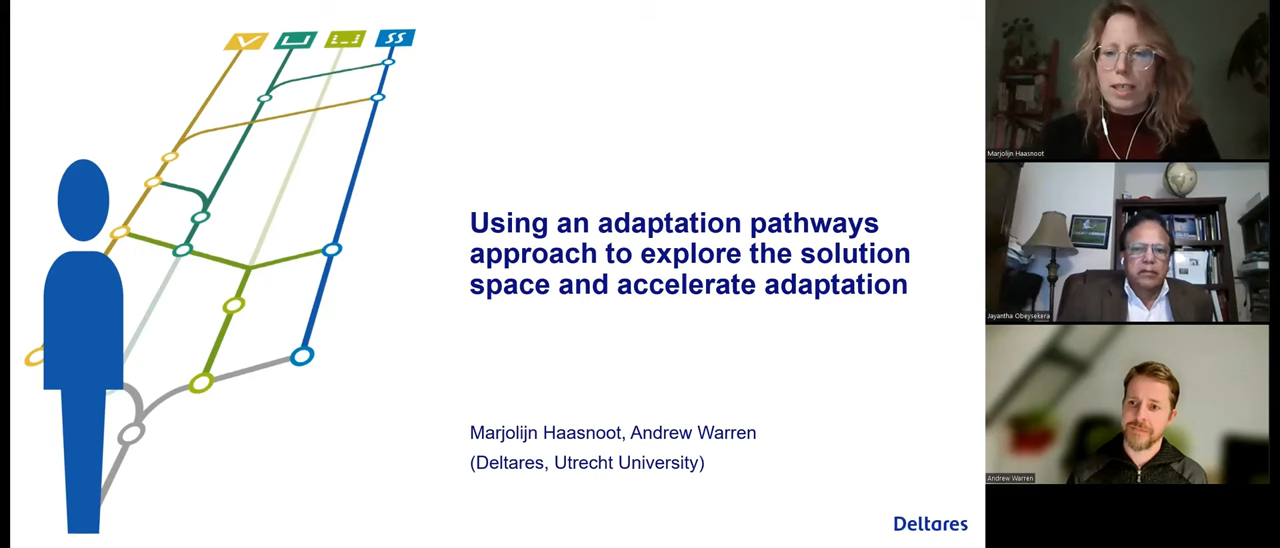 Using an adaptation pathways
approach to explore the solution
space and accelerate adaptation
Marjolijn Haasnoot, Andrew Warren
(Deltares, Utrecht University)
Deltares
Marjolijn Haasnoot
Jayantha Obeysekera
Andrew Warren